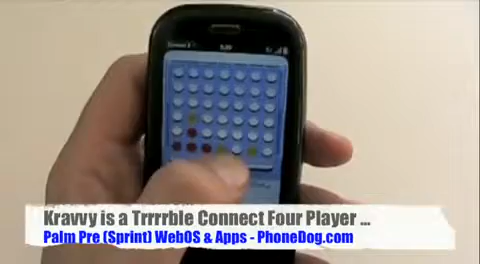 Kravvy is a Trrrrble Connect Four Player ...
Palm Pre (Sprint) WebOS & Apps - PhoneDog.com